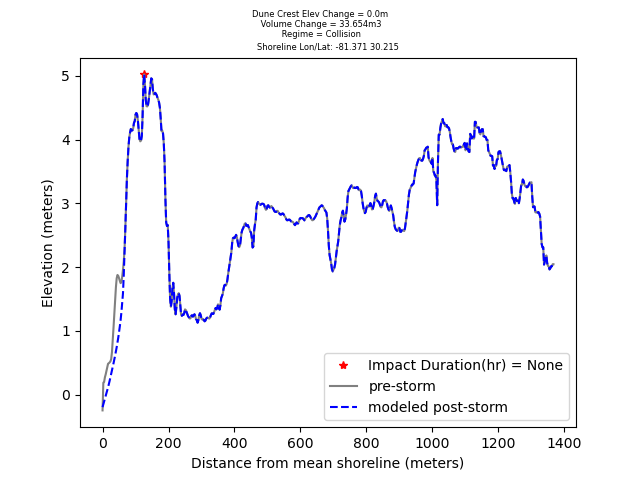 Dune Crest Elev Change = 0.0m
Volume Change = 33.654m3
Regime = Collision
Shoreline Lon/Lat: -81.371 30.215
5
4
3
2
1
0
Elevation (meters)
Impact Duration(hr) = None
pre-storm
modeled post-storm
0 200 400 600 800 1000 1200 1400
Distance from mean shoreline (meters)